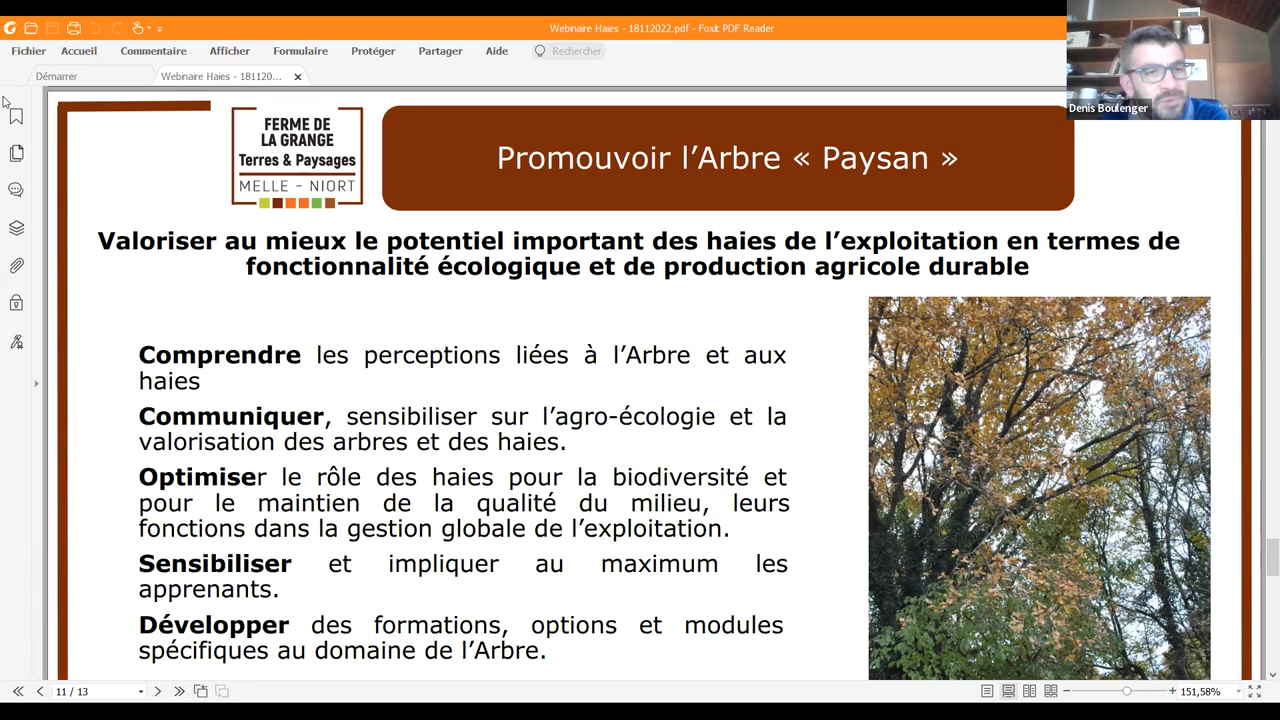 Webinaire Haies - 18112022.pdf - Foxit PDF Reader
Fichier Accueil Commentaire Afficher Formulaire Protéger Partager Aide Rechercher
Démarrer Webinaire Haies - 181120...
Denis Boulenger
FERME DE
LA GRANGE
Terres & Paysages
MELLE - NIORT
Promouvoir l’Arbre « Paysan »
Valoriser au mieux le potentiel important des haies de l’exploitation en termes de
fonctionnalité écologique et de production agricole durable
Comprendre les perceptions liées à l’Arbre et aux
haies
Communiquer, sensibiliser sur l’agro-écologie et la
valorisation des arbres et des haies.
Optimiser le rôle des haies pour la biodiversité et
pour le maintien de la qualité du milieu, leurs
fonctions dans la gestion globale de l’exploitation.
Sensibiliser et impliquer au maximum les
apprenants.
Développer des formations, options et modules
spécifiques au domaine de l’Arbre.
11 / 13
151,58%